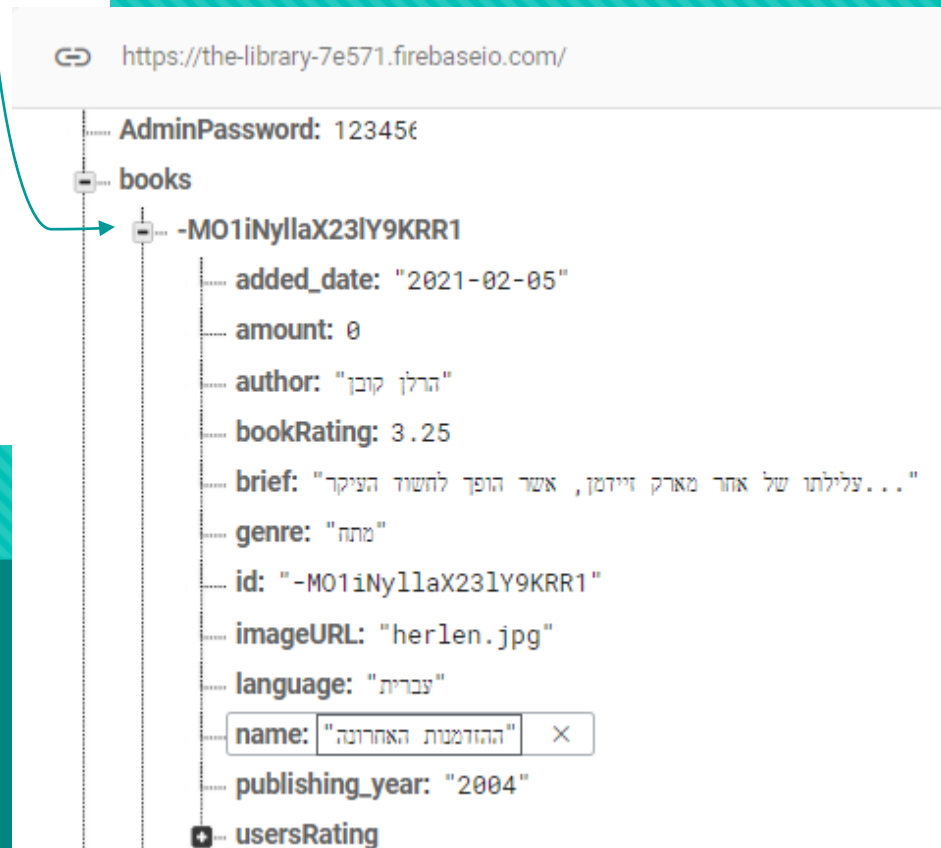 https://the-library-7e571.firebaseio.com/
AdminPassword: 123456
books
-MO1iNyllaX23lY9KRR1
added_date: "2021-02-05"
amount: 0
author: "הרלן קובן"
bookRating: 3.25
brief: "עלילתו של אחר מארק זיידמן, אשר הופך לחשוד העיקר..."
genre: "מתח"
id: "-MO1iNyllaX23lY9KRR1"
imageURL: "herlen.jpg"
language: "עברית"
name: "ההזדמנות האחרונה"
publishing_year: "2004"
usersRating